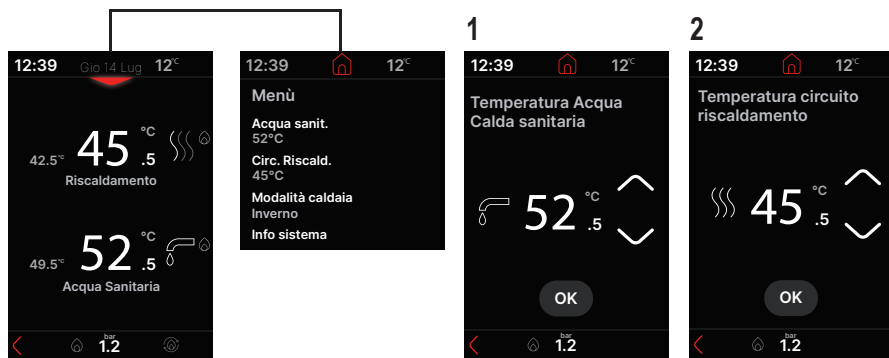 1
2
12:39 Gio 14 Lug 12°C
42.5°C 45.5 °C
Riscaldamento
49.5°C 52.5 °C
Acqua Sanitaria
bar
1.2
12:39 12°C
Menù
Acqua sanit.
52°C
Circ. Riscald.
45°C
Modalità caldaia
Inverno
Info sistema
12:39 12°C
Temperatura Acqua
Calda sanitaria
52.5 °C
OK
bar
1.2
12:39 12°C
Temperatura circuito
riscaldamento
45.5 °C
OK
bar
1.2